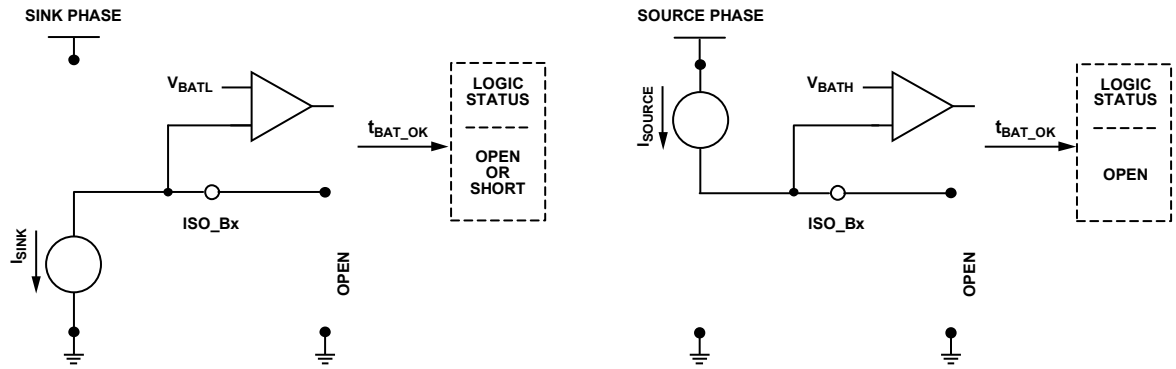 SINK PHASE
V_BATL
LOGIC
STATUS
t_BAT_OK
OPEN
OR
SHORT
ISO_Bx
I_SINK
OPEN
SOURCE PHASE
I_SOURCE
V_BATH
LOGIC
STATUS
t_BAT_OK
OPEN
ISO_Bx
OPEN